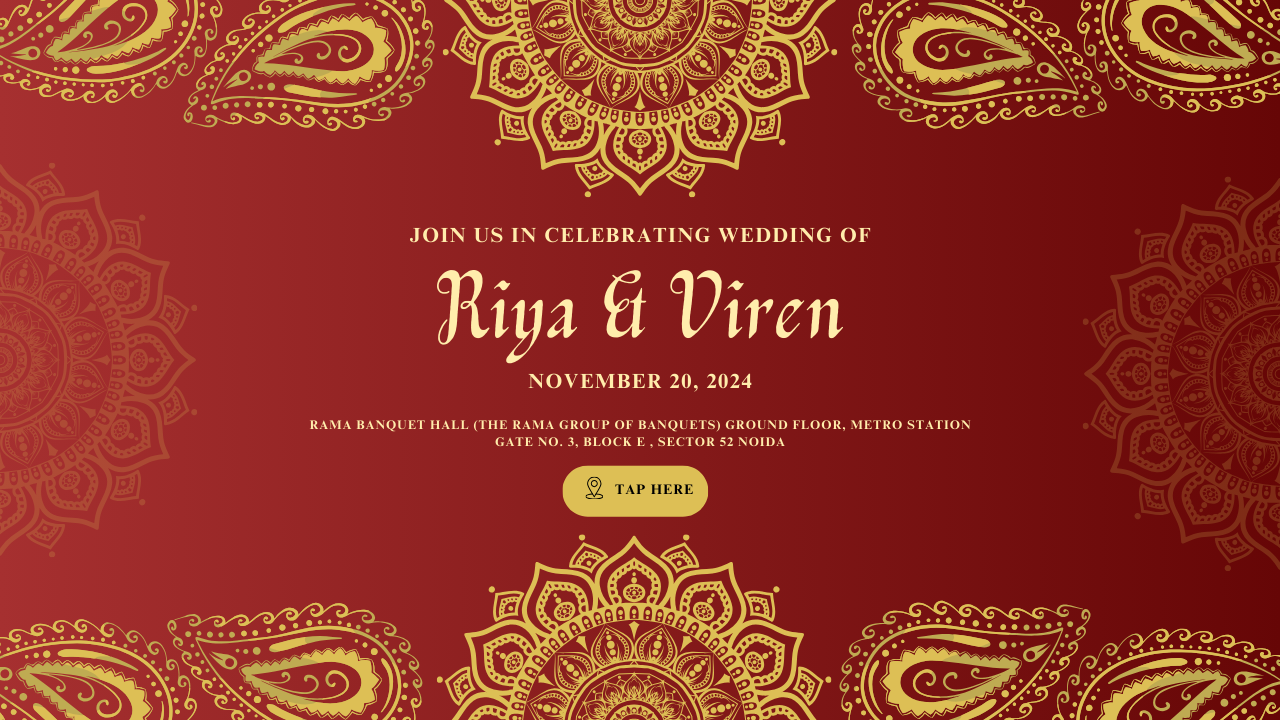 JOIN US IN CELEBRATING WEDDING OF
Riya & Viren
NOVEMBER 20, 2024
RAMA BANQUET HALL (THE RAMA GROUP OF BANQUETS) GROUND FLOOR, METRO STATION
GATE NO. 3, BLOCK E , SECTOR 52 NOIDA
TAP HERE